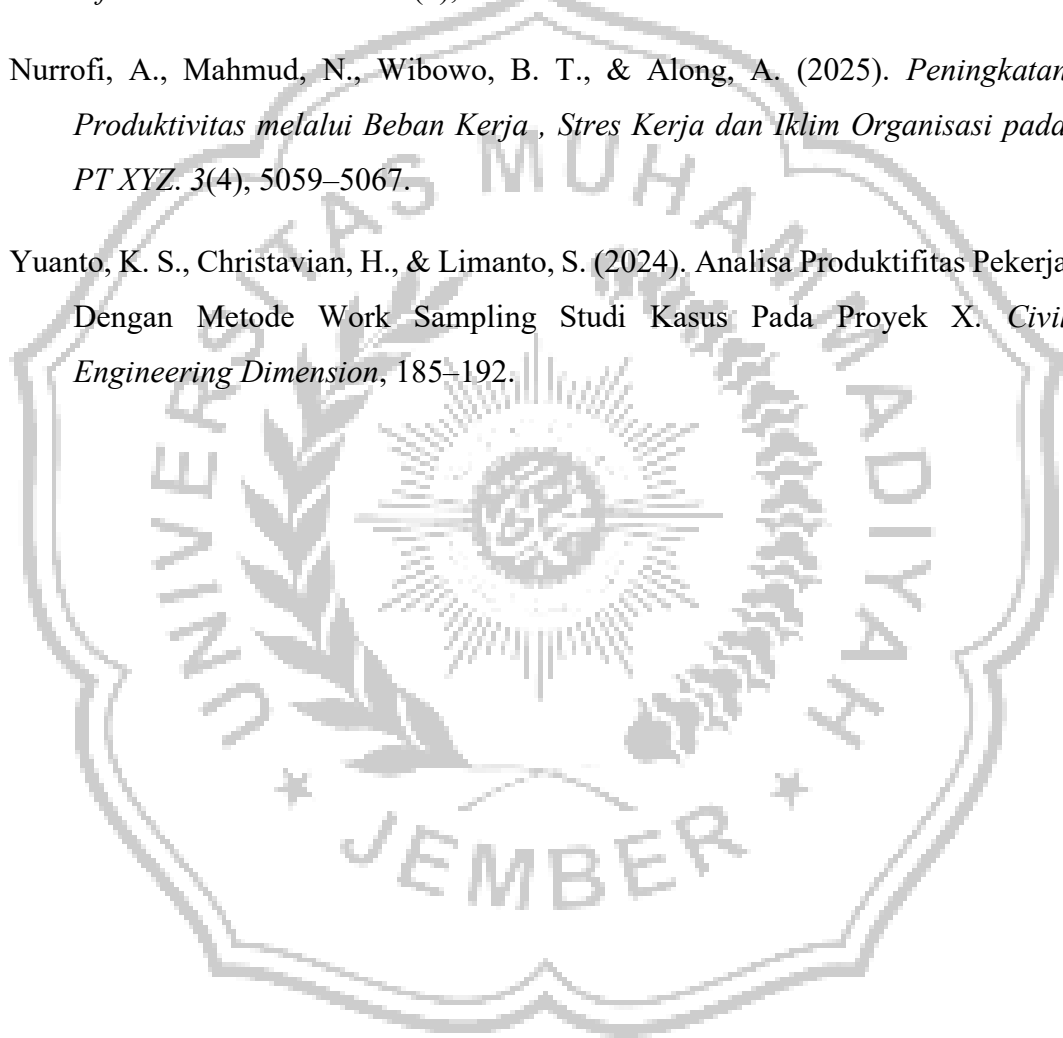 Nurrofi, A., Mahmud, N., Wibowo, B. T., & Along, A. (2025). Peningkatan
Produktivitas melalui Beban Kerja , Stres Kerja dan Iklim Organisasi pada
PT XYZ. 3(4), 5059–5067.
Yuanto, K. S., Christavian, H., & Limanto, S. (2024). Analisa Produktifitas Pekerja
Dengan Metode Work Sampling Studi Kasus Pada Proyek X. Civil
Engineering Dimension, 185–192.
UNIVERSITAS MUHAMMADIYAH
JEMBER